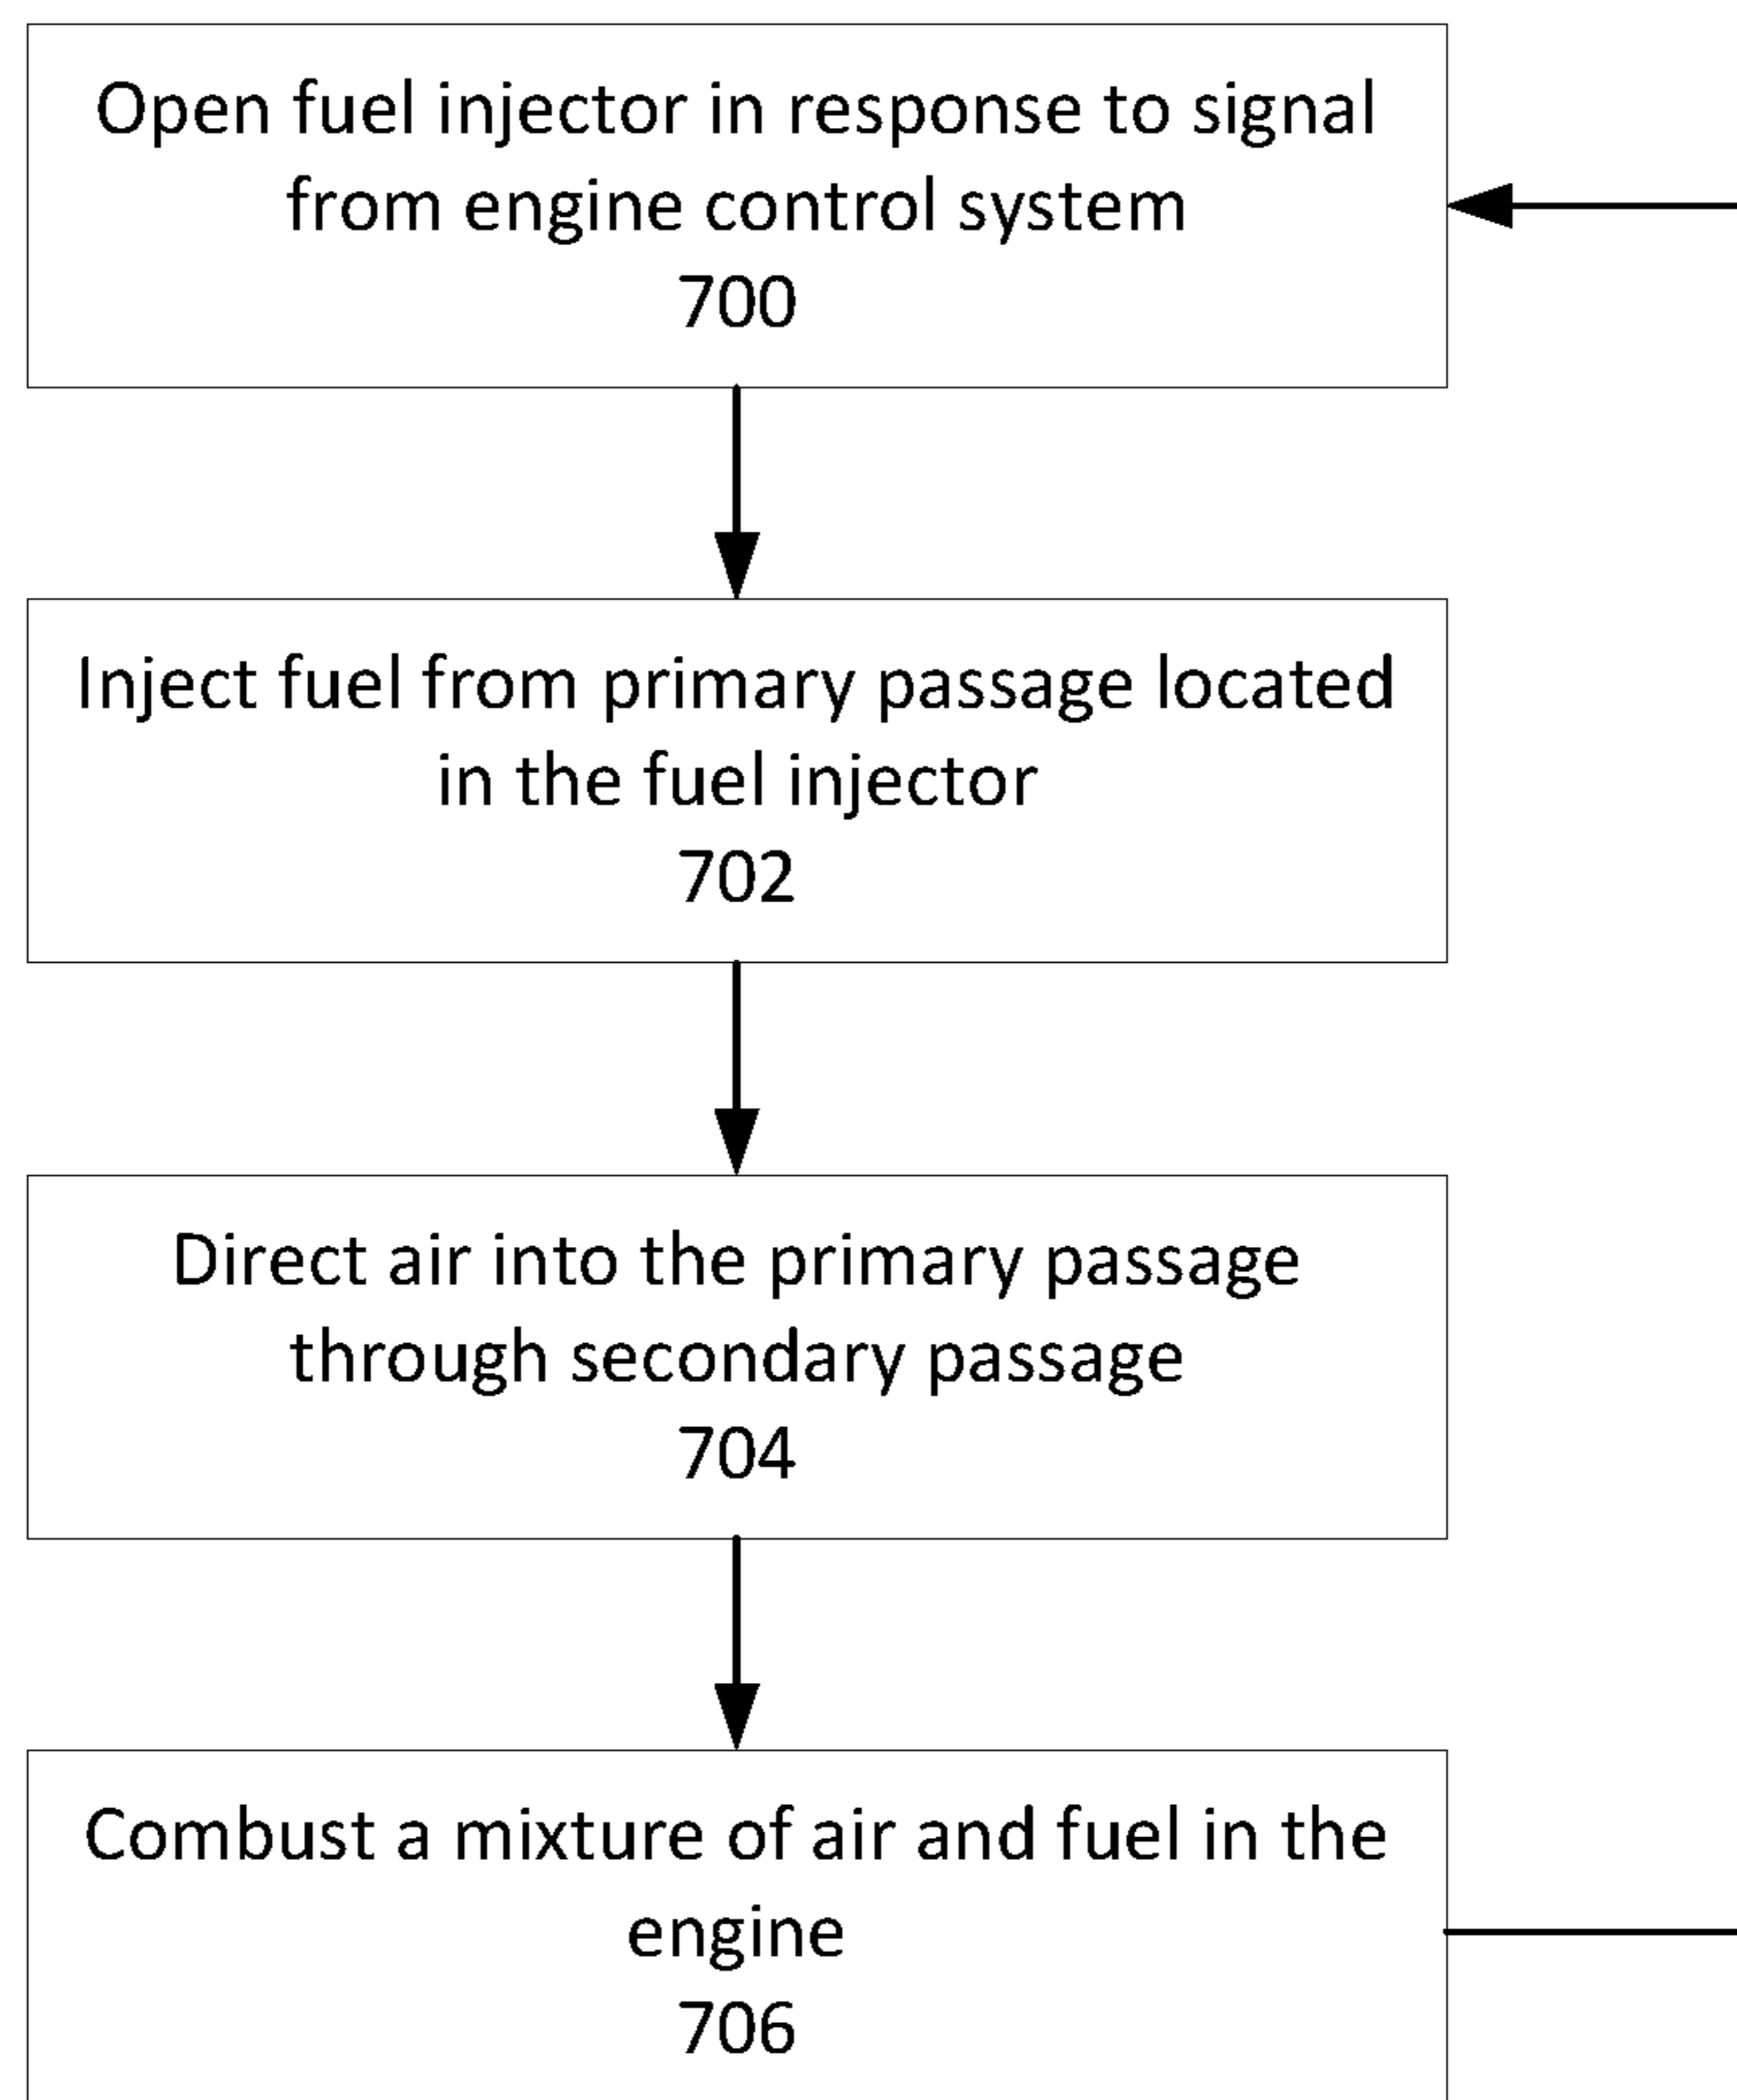 Open fuel injector in response to signal
from engine control system
700
Inject fuel from primary passage located
in the fuel injector
702
Direct air into the primary passage
through secondary passage
704
Combust a mixture of air and fuel in the
engine
706